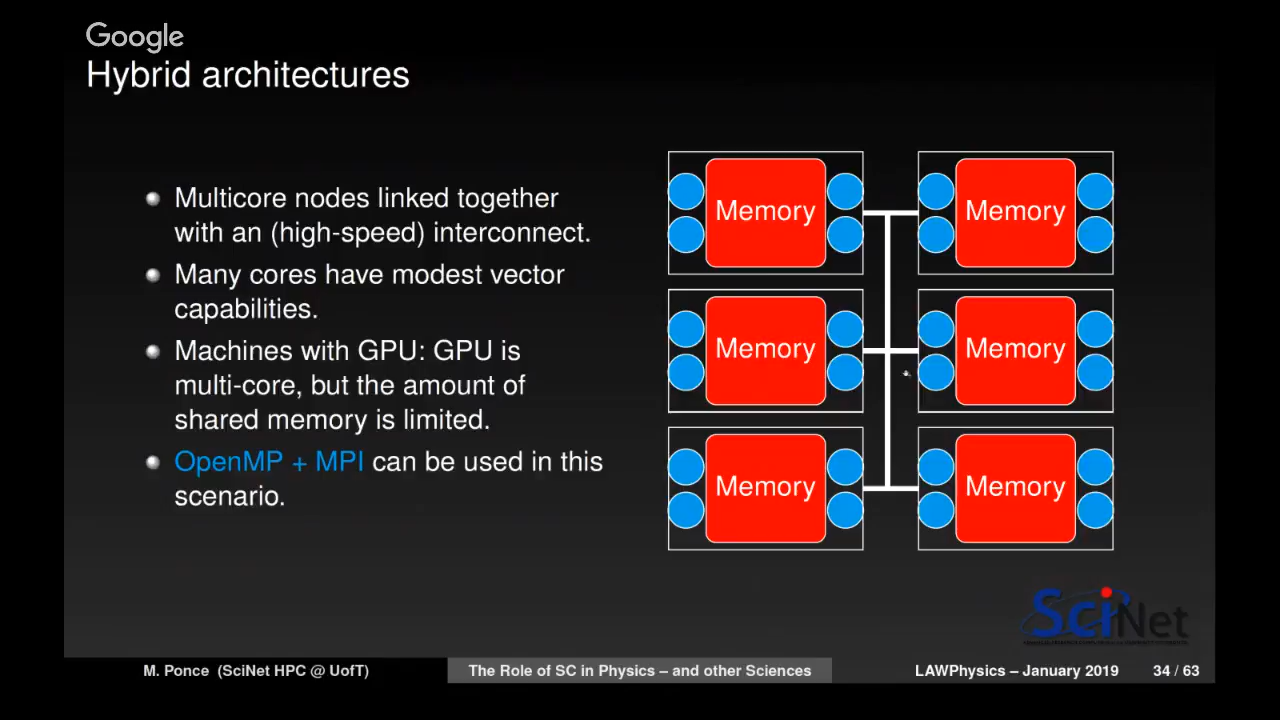 Google
Hybrid architectures
Multicore nodes linked together
with an (high-speed) interconnect.
Many cores have modest vector
capabilities.
Machines with GPU: GPU is
multi-core, but the amount of
shared memory is limited.
OpenMP + MPI can be used in this
scenario.
Memory Memory
Memory Memory
Memory Memory
SciNet
M. Ponce (SciNet HPC @ UofT) The Role of SC in Physics – and other Sciences LAWPhysics – January 2019 34 / 63